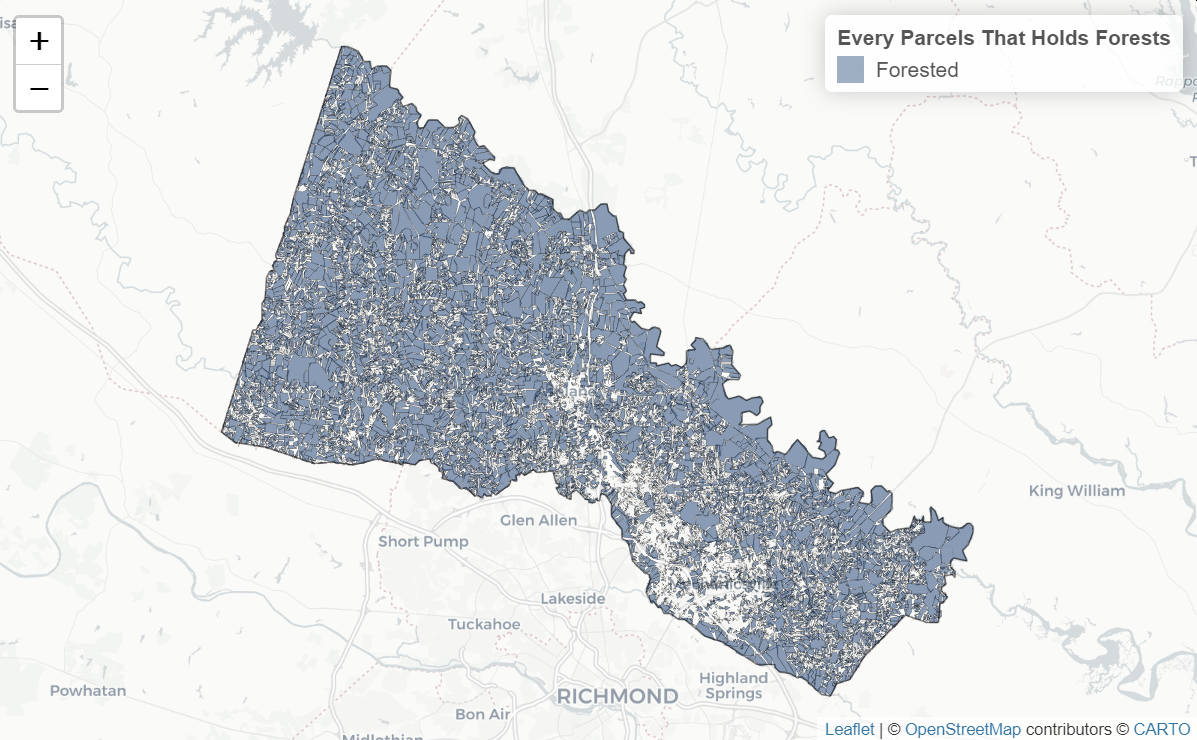 +
−
Every Parcels That Holds Forests
Forested
King William
Glen Allen
Short Pump
Lakeside
Tuckahoe
Highland
Springs
Powhatan
RICHMOND
Bon Air
Midlothian
Leaflet | © OpenStreetMap contributors © CARTO